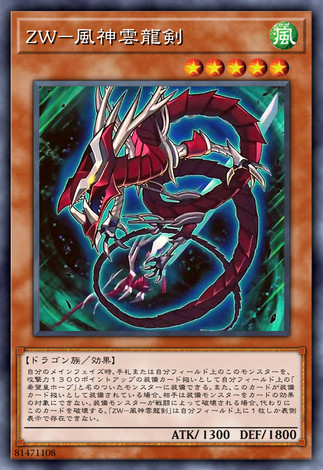 ZW－風神雲龍剣
風
【ドラゴン族／効果】
自分のメインフェイズ時、手札または自分フィールド上のこのモンスターを、
攻撃力１３００ポイントアップの装備カード扱いとして自分フィールド上の「
希望皇ホープ」と名のついたモンスターに装備できる。また、このカードが装備
カード扱いとして装備されている場合、相手は装備モンスターをカードの効果
の対象にできない。装備モンスターが戦闘によって破壊される場合、代わりに
このカードを破壊する。「ZW－風神雲龍剣」は自分フィールド上に１枚しか表側
表示で存在できない。
ATK/ 1300 DEF/1800
81471108